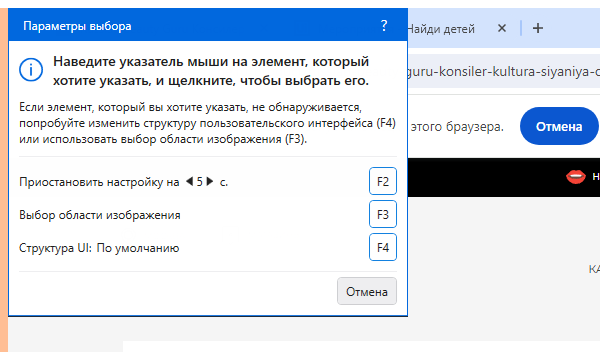 Параметры выбора ?
Найди детей
Наведите указатель мыши на элемент, который
хотите указать, и щелкните, чтобы выбрать его.
guru-konsiler-kultura-siyaniya-
Если элемент, который вы хотите указать, не обнаруживается,
попробуйте изменить структуру пользовательского интерфейса (F4)
или использовать выбор области изображения (F3).
этого браузера.
Отмена
Приостановить настройку на 5 с. F2
Выбор области изображения F3
Структура UI: По умолчанию F4
Отмена